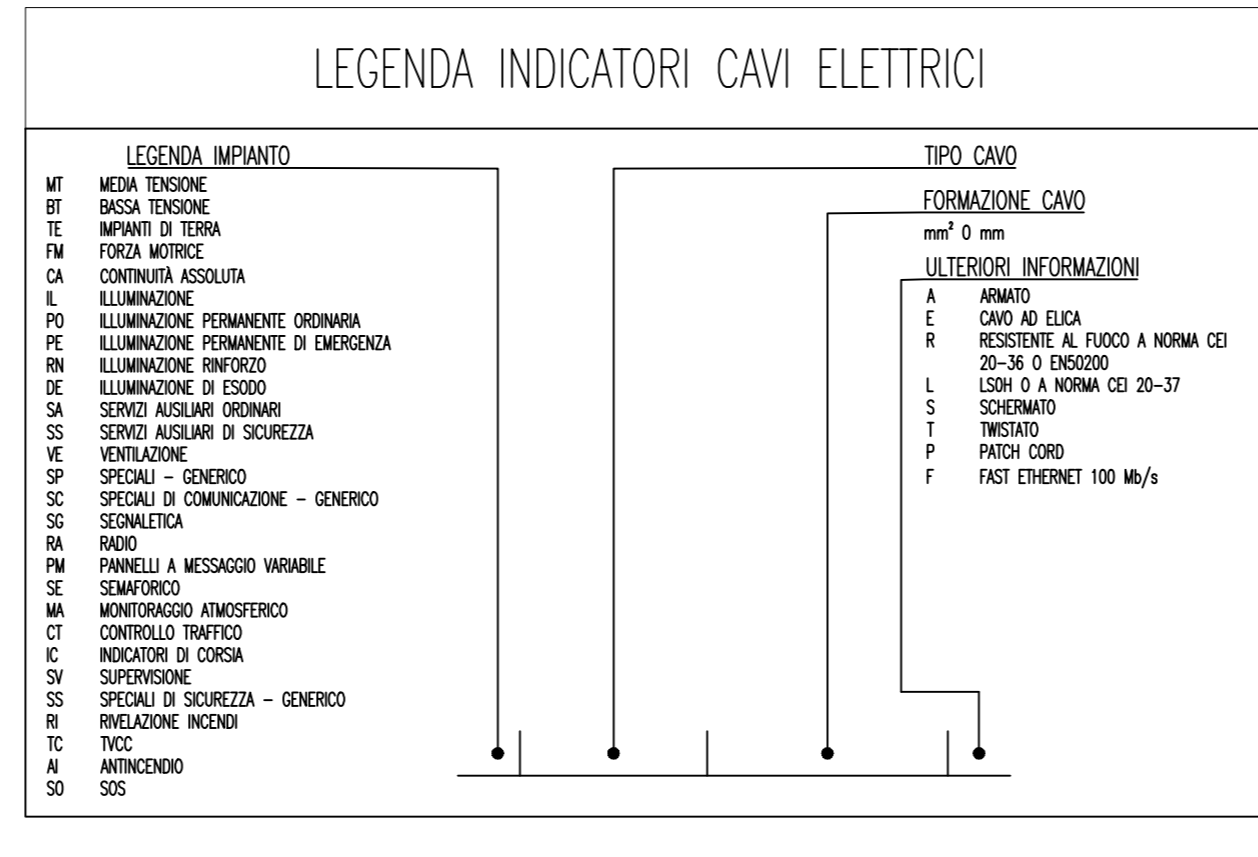 LEGENDA INDICATORI CAVI ELETTRICI
LEGENDA IMPIANTO
MT MEDIA TENSIONE
BT BASSA TENSIONE
TE IMPIANTI DI TERRA
FM FORZA MOTRICE
CA CONTINUITÀ ASSOLUTA
IL ILLUMINAZIONE
PO ILLUMINAZIONE PERMANENTE ORDINARIA
PE ILLUMINAZIONE PERMANENTE DI EMERGENZA
RN ILLUMINAZIONE RINFORZO
DE ILLUMINAZIONE DI ESODO
SA SERVIZI AUSILIARI ORDINARI
SS SERVIZI AUSILIARI DI SICUREZZA
VE VENTILAZIONE
SP SPECIALI – GENERICO
SC SPECIALI DI COMUNICAZIONE – GENERICO
SG SEGNALETICA
RA RADIO
PM PANNELLI A MESSAGGIO VARIABILE
SE SEMAFORICO
MA MONITORAGGIO ATMOSFERICO
CT CONTROLLO TRAFFICO
IC INDICATORI DI CORSIA
SV SUPERVISIONE
SS SPECIALI DI SICUREZZA – GENERICO
RI RIVELAZIONE INCENDI
TC TVCC
AI ANTINCENDIO
SO SOS
TIPO CAVO
FORMAZIONE CAVO
mm² O mm
ULTERIORI INFORMAZIONI
A ARMATO
E CAVO AD ELICA
R RESISTENTE AL FUOCO A NORMA CEI
20–36 O EN50200
L LSOH O A NORMA CEI 20–37
S SCHERMATO
T TWISTATO
P PATCH CORD
F FAST ETHERNET 100 Mb/s